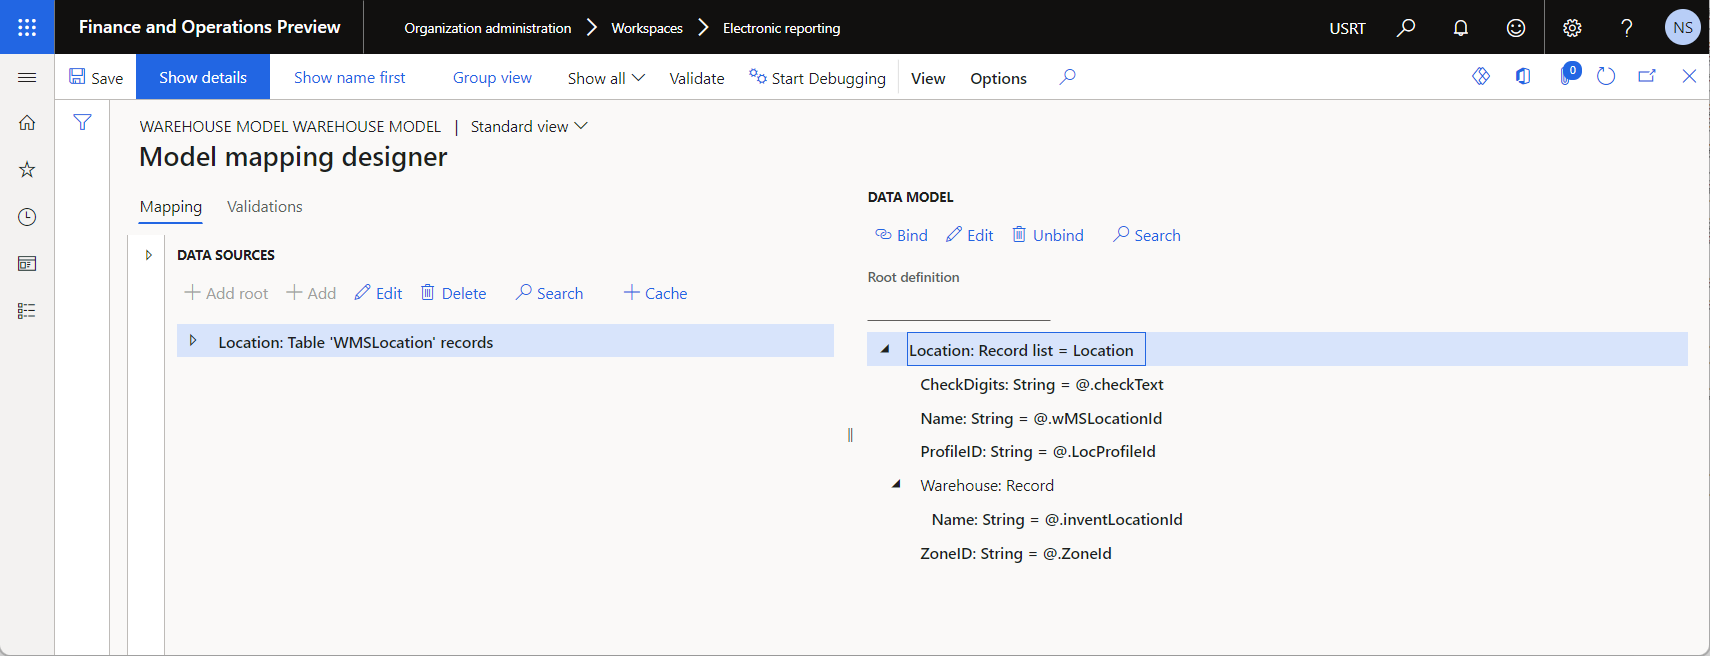 Finance and Operations Preview
Organization administration > Workspaces > Electronic reporting
USRT
?
NS
Save
Show details
Show name first
Group view
Show all
Validate
Start Debugging
View
Options
0
WAREHOUSE MODEL WAREHOUSE MODEL | Standard view
Model mapping designer
Mapping
Validations
DATA SOURCES
+ Add root
+ Add
Edit
Delete
Search
+ Cache
Location: Table 'WMSLocation' records
DATA MODEL
Bind
Edit
Unbind
Search
Root definition
Location: Record list = Location
CheckDigits: String = @.checkText
Name: String = @.wMSLocationId
ProfileID: String = @.LocProfileId
Warehouse: Record
Name: String = @.inventLocationId
ZoneID: String = @.ZoneId